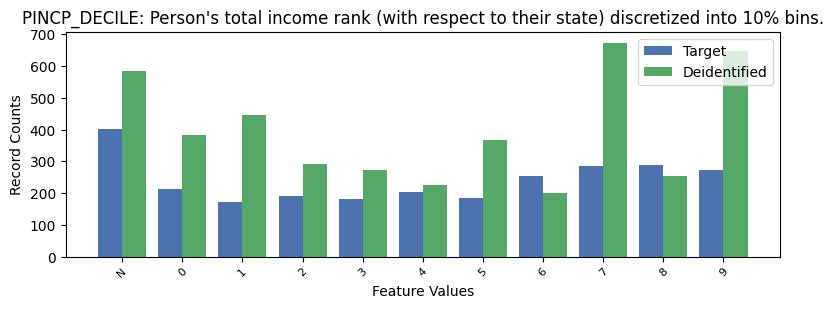 PINCP_DECILE: Person's total income rank (with respect to their state) discretized into 10% bins.
700
600
500
400
300
200
100
0
Record Counts
Target
Deidentified
N 0 1 2 3 4 5 6 7 8 9
Feature Values